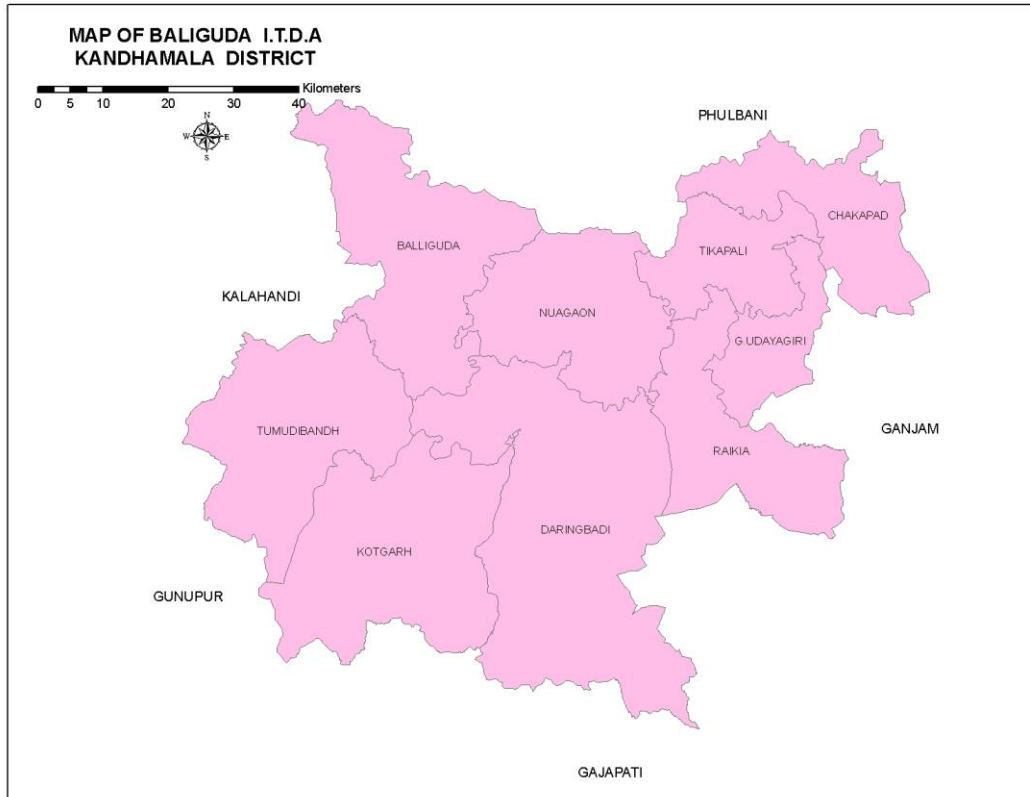 MAP OF BALIGUDA I.T.D.A
KANDHAMALA DISTRICT
Kilometers
0 5 10 20 30 40
N
W E
S
PHULBANI
CHAKAPAD
BALLIGUDA
TIKAPALI
KALAHANDI
NUAGAON
G.UDAYAGIRI
TUMUDIBANDH
GANJAM
RAIKIA
DARINGBADI
KOTGARH
GUNUPUR
GAJAPATI